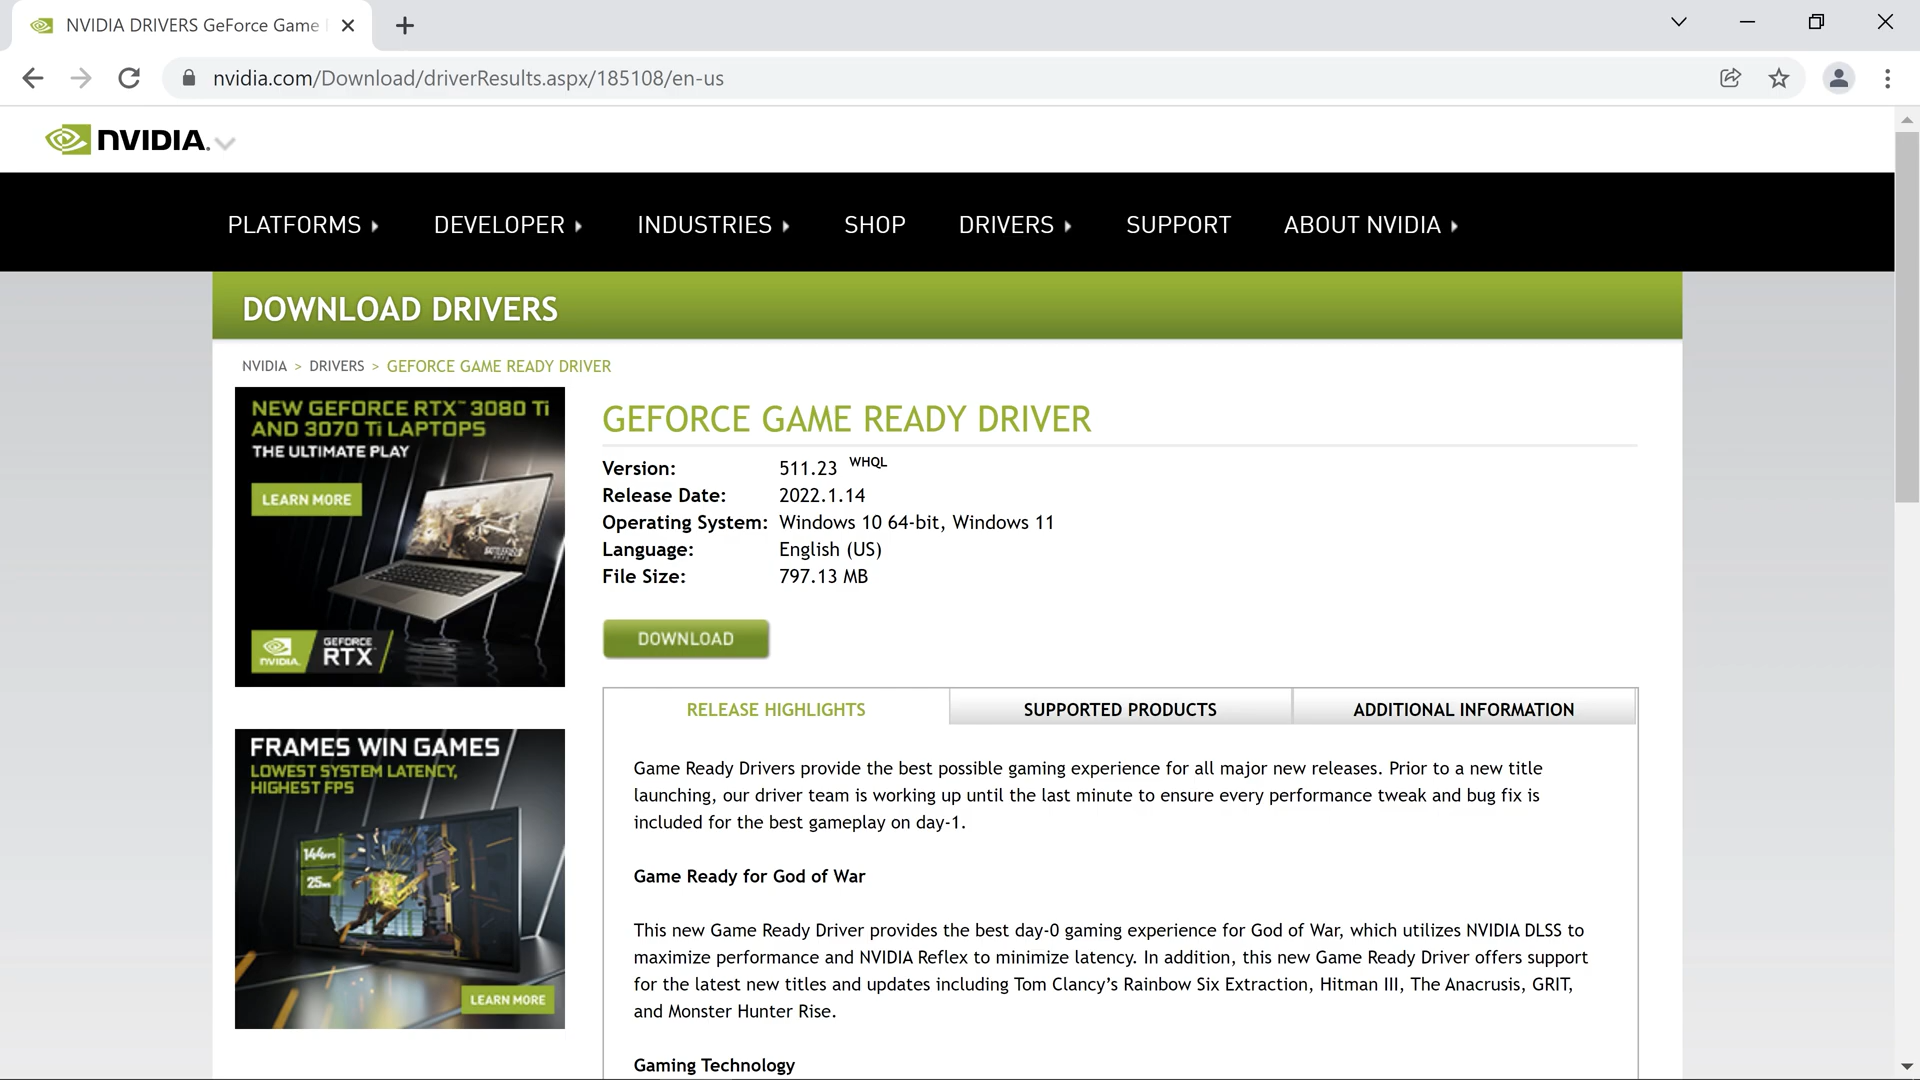 NVIDIA DRIVERS GeForce Game
nvidia.com/Download/driverResults.aspx/185108/en-us
NVIDIA.
PLATFORMS DEVELOPER INDUSTRIES SHOP DRIVERS SUPPORT ABOUT NVIDIA
DOWNLOAD DRIVERS
NVIDIA > DRIVERS > GEFORCE GAME READY DRIVER
NEW GEFORCE RTX™ 3080 Ti
AND 3070 Ti LAPTOPS
THE ULTIMATE PLAY
LEARN MORE
BATTLEFIELD
NVIDIA.
GEFORCE
RTX
FRAMES WIN GAMES
LOWEST SYSTEM LATENCY,
HIGHEST FPS
144FPS
25ms
LEARN MORE
GEFORCE GAME READY DRIVER
Version: 511.23 WHQL
Release Date: 2022.1.14
Operating System: Windows 10 64-bit, Windows 11
Language: English (US)
File Size: 797.13 MB
DOWNLOAD
RELEASE HIGHLIGHTS SUPPORTED PRODUCTS ADDITIONAL INFORMATION
Game Ready Drivers provide the best possible gaming experience for all major new releases. Prior to a new title
launching, our driver team is working up until the last minute to ensure every performance tweak and bug fix is
included for the best gameplay on day-1.
Game Ready for God of War
This new Game Ready Driver provides the best day-0 gaming experience for God of War, which utilizes NVIDIA DLSS to
maximize performance and NVIDIA Reflex to minimize latency. In addition, this new Game Ready Driver offers support
for the latest new titles and updates including Tom Clancy’s Rainbow Six Extraction, Hitman III, The Anacrusis, GRIT,
and Monster Hunter Rise.
Gaming Technology